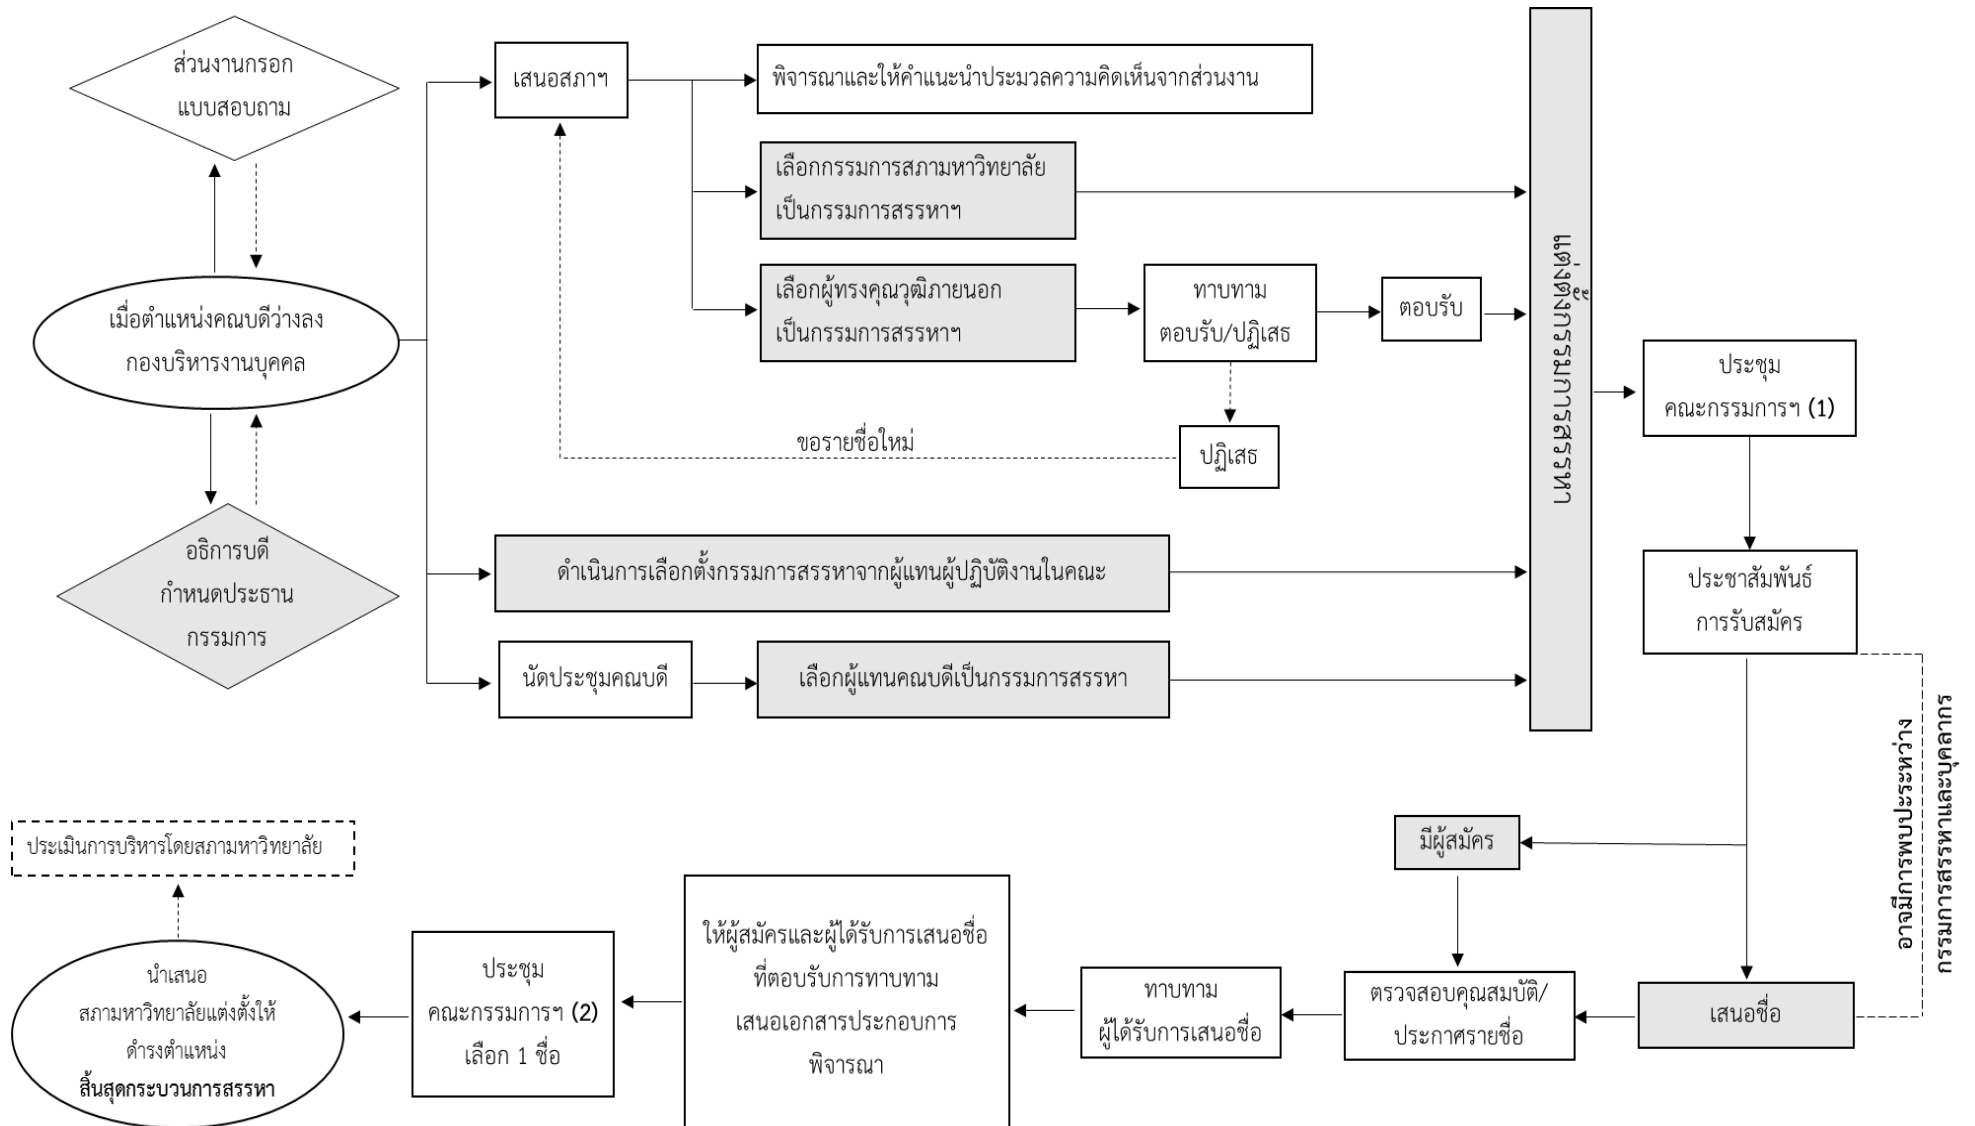 ส่วนงานกรอก
แบบสอบถาม
เสนอสภาฯ
พิจารณาและให้คำแนะนำประมวลความคิดเห็นจากส่วนงาน
เลือกกรรมการสภามหาวิทยาลัย
เป็นกรรมการสรรหาฯ
เมื่อตำแหน่งคณบดีว่างลง
กองบริหารงานบุคคล
เลือกผู้ทรงคุณวุฒิภายนอก
เป็นกรรมการสรรหาฯ
ทาบทาม
ตอบรับ/ปฏิเสธ
ตอบรับ
แต่งตั้งกรรมการสรรหา
ประชุม
คณะกรรมการฯ (1)
ขอรายชื่อใหม่
ปฏิเสธ
อธิการบดี
กำหนดประธาน
กรรมการ
ดำเนินการเลือกตั้งกรรมการสรรหาจากผู้แทนผู้ปฏิบัติงานในคณะ
ประชาสัมพันธ์
การรับสมัคร
นัดประชุมคณบดี
เลือกผู้แทนคณบดีเป็นกรรมการสรรหา
อาจมีการพบปะระหว่าง
กรรมการสรรหาและบุคลากร
มีผู้สมัคร
เสนอชื่อ
ตรวจสอบคุณสมบัติ/
ประกาศรายชื่อ
ทาบทาม
ผู้ได้รับการเสนอชื่อ
ให้ผู้สมัครและผู้ได้รับการเสนอชื่อ
ที่ตอบรับการทาบทาม
เสนอเอกสารประกอบการ
พิจารณา
ประชุม
คณะกรรมการฯ (2)
เลือก 1 ชื่อ
นำเสนอ
สภามหาวิทยาลัยแต่งตั้งให้
ดำรงตำแหน่ง
สิ้นสุดกระบวนการสรรหา
ประเมินการบริหารโดยสภามหาวิทยาลัย